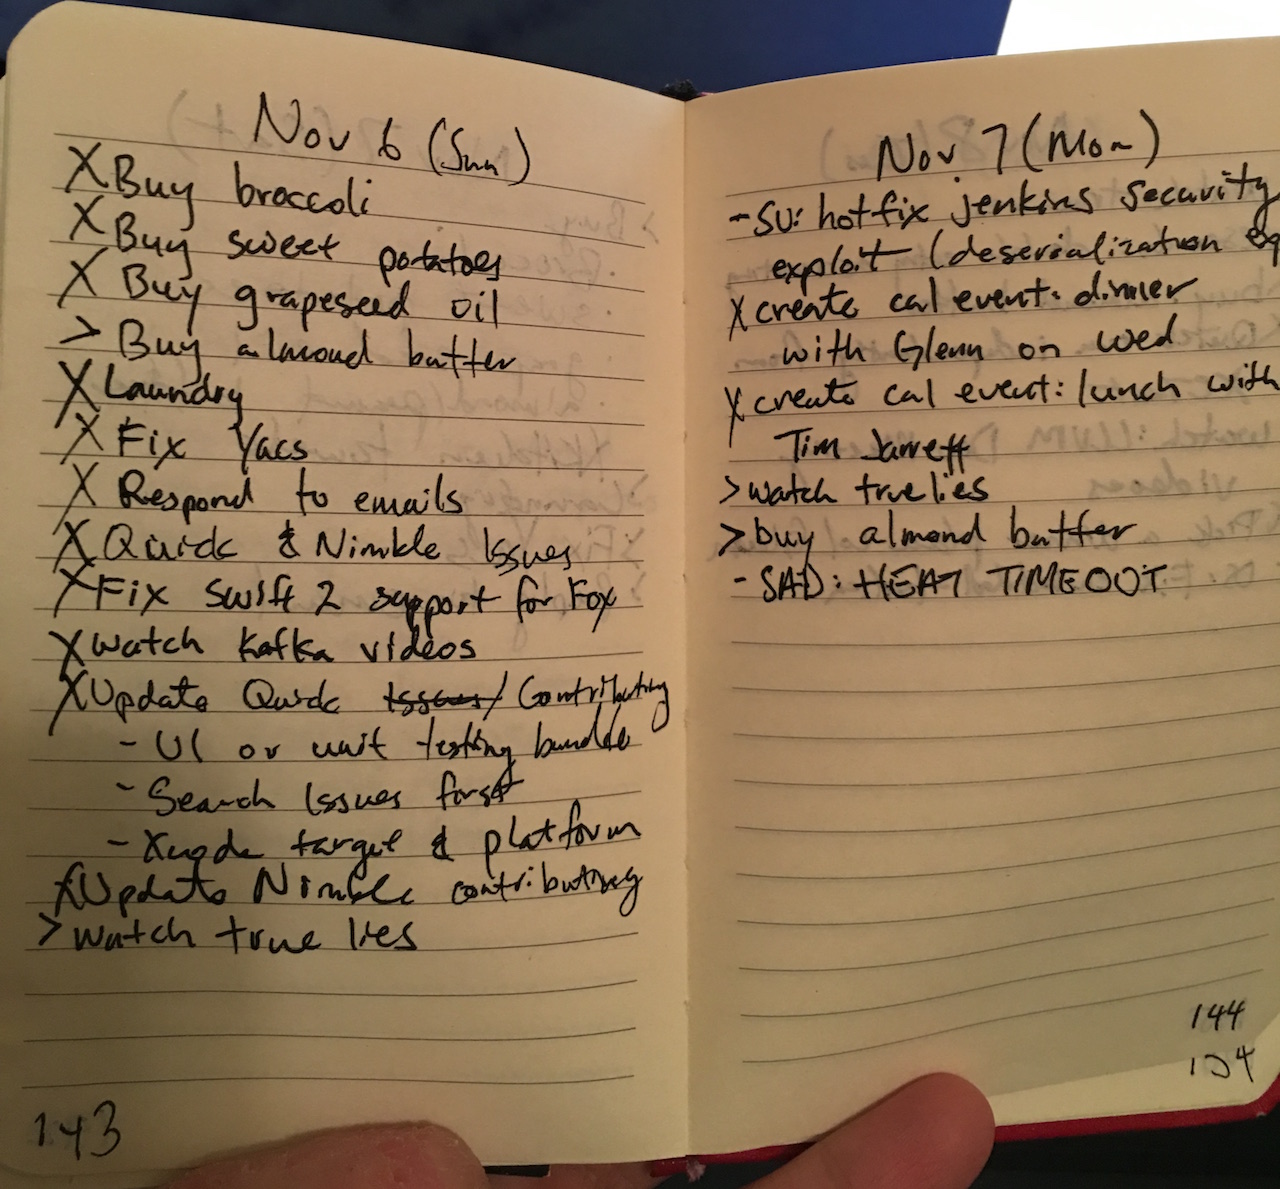 Nov 6 (Sun)
X Buy broccoli
X Buy sweet potatoes
X Buy grapeseed oil
> Buy almond butter
X Laundry
X Fix Yacs
X Respond to emails
X Quick & Nimble Issues
X Fix Swift 2 support for Fox
X Watch Kafka videos
X Update Quick Issues/ Contributing
- UI or unit testing bundle
- Search Issues first
- Xcode target & platform
X Update Nimble contributing
> Watch true lies
143
Nov 7 (Mon)
- SU: hotfix jenkins security
exploit (deserialization
X create cal event: dinner
with Glenn on Wed
X create cal event: lunch with
Tim Jarrett
> watch true lies
> buy almond butter
- SAD: HEAT TIMEOUT
144